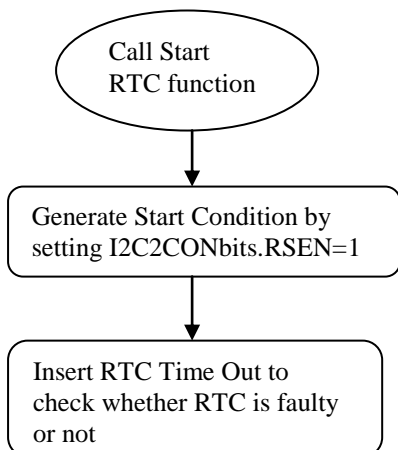 Call Start
RTC function
Generate Start Condition by
setting I2C2CONbits.RSEN=1
Insert RTC Time Out to
check whether RTC is faulty
or not